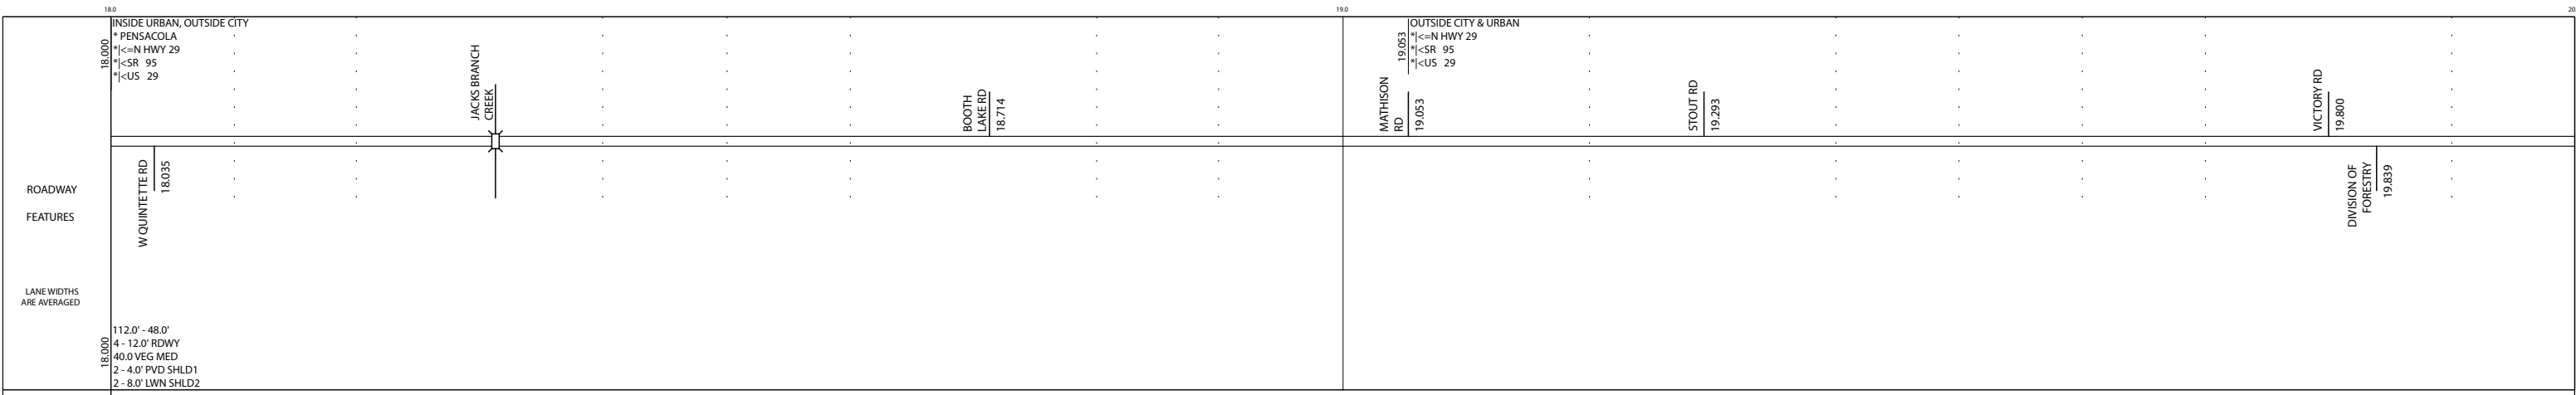 18.0
19.0
20
18.000
INSIDE URBAN, OUTSIDE CITY
* PENSACOLA
*|<=N HWY 29
*|<SR 95
*|<US 29
JACKS BRANCH
CREEK
BOOTH
LAKE RD
18.714
MATHISON
RD
19.053
19.053
OUTSIDE CITY & URBAN
*|<=N HWY 29
*|<SR 95
*|<US 29
STOUT RD
19.293
VICTORY RD
19.800
W QUINTETTE RD
18.035
DIVISION OF
FORESTRY
19.839
ROADWAY
FEATURES
LANE WIDTHS
ARE AVERAGED
18.000
112.0' - 48.0'
4 - 12.0' RDWY
40.0 VEG MED
2 - 4.0' PVD SHLD1
2 - 8.0' LWN SHLD2